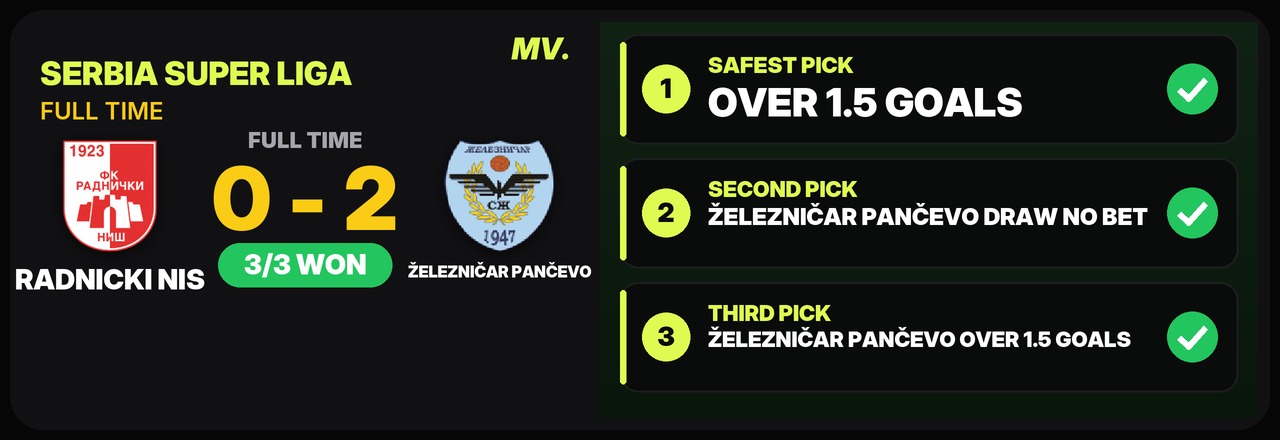 MV.
SERBIA SUPER LIGA
FULL TIME
1923
ФК
РАДНИЧКИ
НИШ
RADNICKI NIS
FULL TIME
0 - 2
3/3 WON
ЖЕЛЕЗНИЧАР
СЖ
1947
ŽELEZNIČAR PANČEVO
1
SAFEST PICK
OVER 1.5 GOALS
2
SECOND PICK
ŽELEZNIČAR PANČEVO DRAW NO BET
3
THIRD PICK
ŽELEZNIČAR PANČEVO OVER 1.5 GOALS